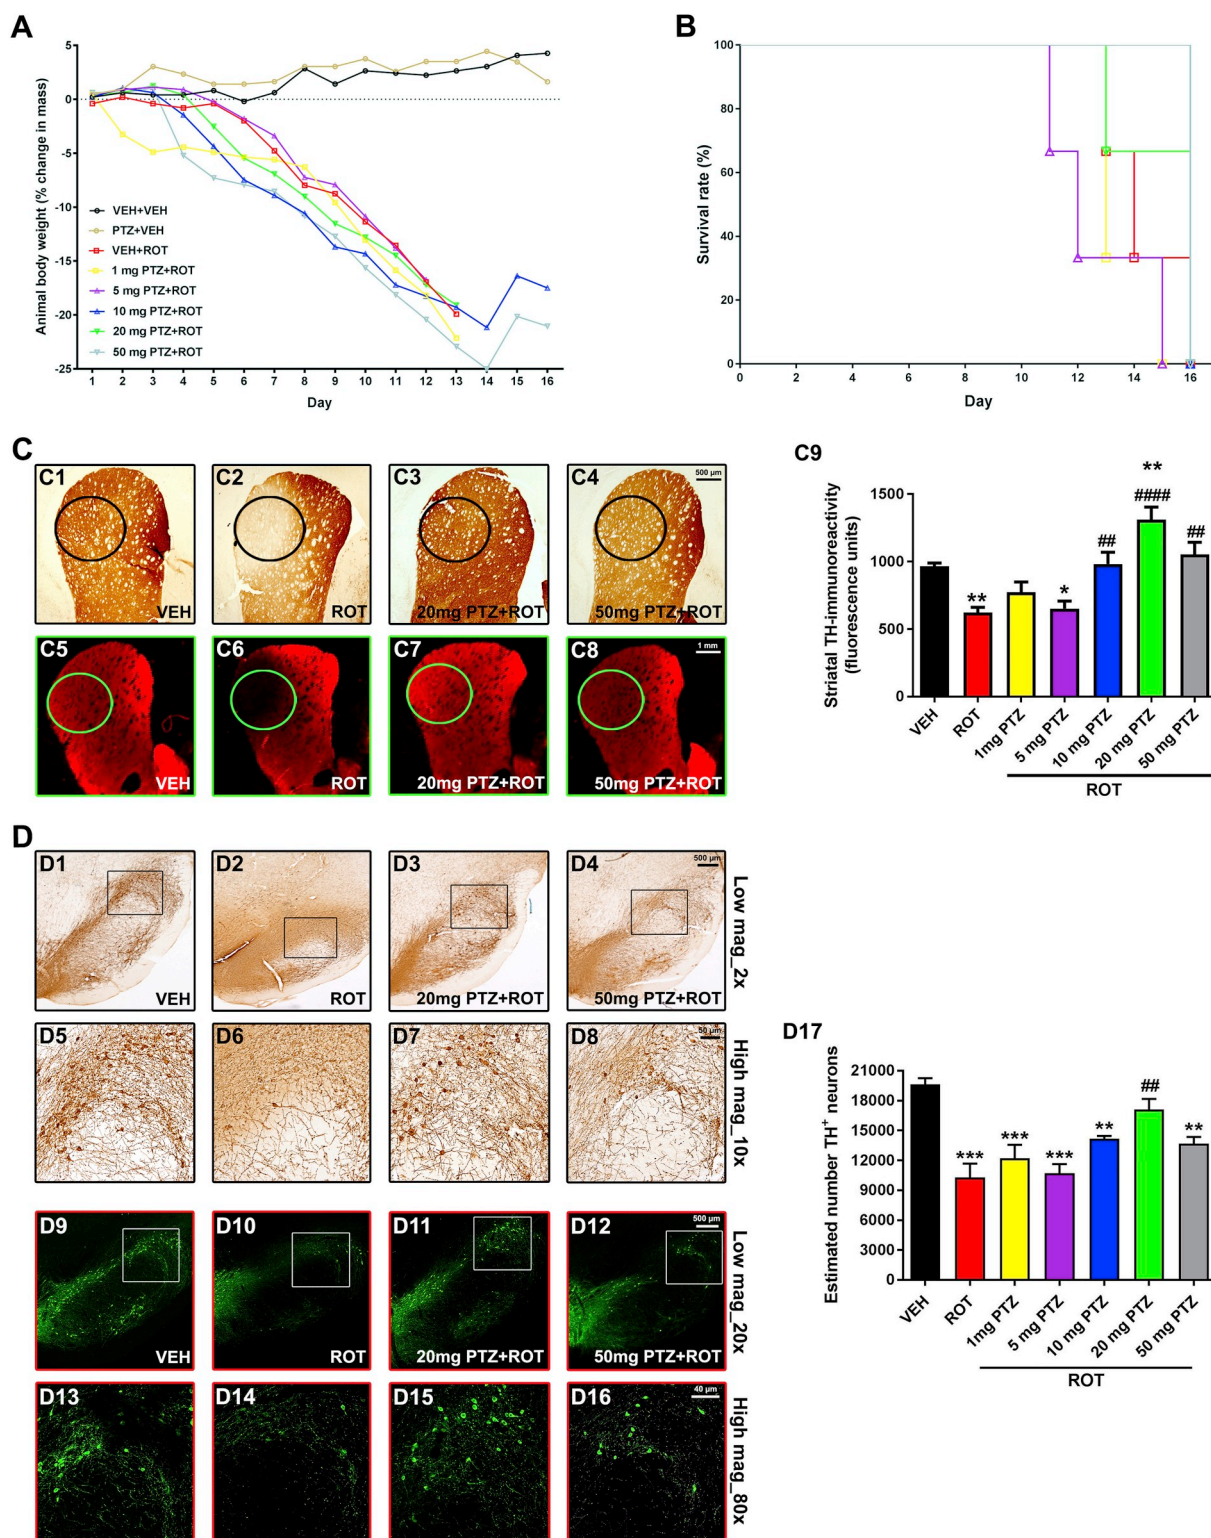 A
5
0
-5
-10
-15
-20
-25
Animal body weight (% change in mass)
VEH+VEH
PTZ+VEH
VEH+ROT
1 mg PTZ+ROT
5 mg PTZ+ROT
10 mg PTZ+ROT
20 mg PTZ+ROT
50 mg PTZ+ROT
1 2 3 4 5 6 7 8 9 10 11 12 13 14 15 16
Day
B
100
80
60
40
20
0
Survival rate (%)
0 2 4 6 8 10 12 14 16
Day
C
C1
VEH
C2
ROT
C3
20mg PTZ+ROT
C4
500 µm
50mg PTZ+ROT
C5
VEH
C6
ROT
C7
20mg PTZ+ROT
C8
1 mm
50mg PTZ+ROT
C9
Striatal TH-immunoreactivity
(fluorescence units)
1500
1000
500
0
**
*
##
**
####
##
VEH
ROT
1mg PTZ
5 mg PTZ
10 mg PTZ
20 mg PTZ
50 mg PTZ
ROT
D
D1
VEH
D2
ROT
D3
20mg PTZ+ROT
D4
500 µm
50mg PTZ+ROT
Low mag_2x
D5
D6
D7
D8
50 µm
High mag_10x
D9
VEH
D10
ROT
D11
20mg PTZ+ROT
D12
500 µm
50mg PTZ+ROT
Low mag_20x
D13
D14
D15
D16
40 µm
High mag_80x
D17
Estimated number TH⁺ neurons
21000
18000
15000
12000
9000
6000
3000
0
***
***
***
**
##
**
VEH
ROT
1mg PTZ
5 mg PTZ
10 mg PTZ
20 mg PTZ
50 mg PTZ
ROT